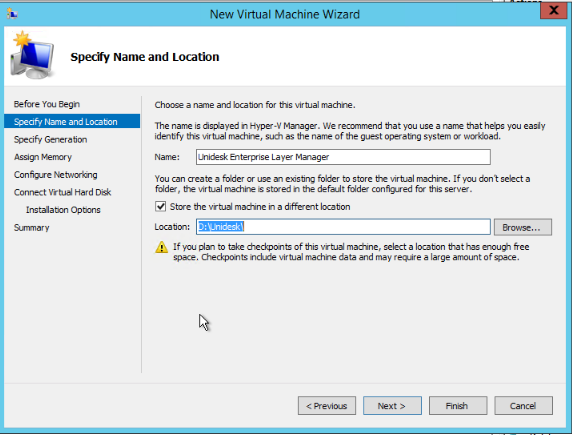 New Virtual Machine Wizard
X
Specify Name and Location
Before You Begin
Specify Name and Location
Specify Generation
Assign Memory
Configure Networking
Connect Virtual Hard Disk
Installation Options
Summary
Choose a name and location for this virtual machine.
The name is displayed in Hyper-V Manager. We recommend that you use a name that helps you easily
identify this virtual machine, such as the name of the guest operating system or workload.
Name: Unidesk Enterprise Layer Manager
You can create a folder or use an existing folder to store the virtual machine. If you don't select a
folder, the virtual machine is stored in the default folder configured for this server.
Store the virtual machine in a different location
Location: D:\Unidesk\ Browse...
If you plan to take checkpoints of this virtual machine, select a location that has enough free
space. Checkpoints include virtual machine data and may require a large amount of space.
< Previous Next > Finish Cancel